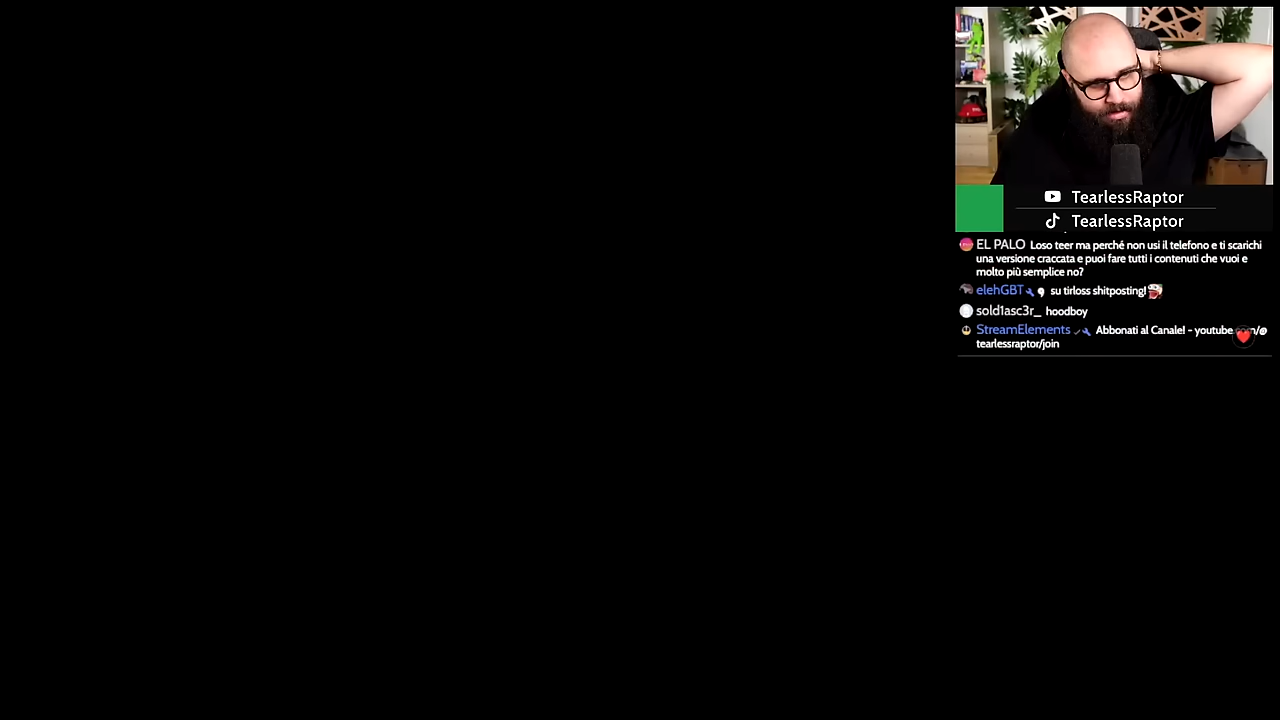 TearlessRaptor
TearlessRaptor
EL PALO Loso teer ma perché non usi il telefono e ti scarichi
una versione craccata e puoi fare tutti i contenuti che vuoi e
molto più semplice no?
elehGBT su tirloss shitposting!
sold1asc3r_ hoodboy
StreamElements Abbonati al Canale! - youtube
tearlessraptor/join